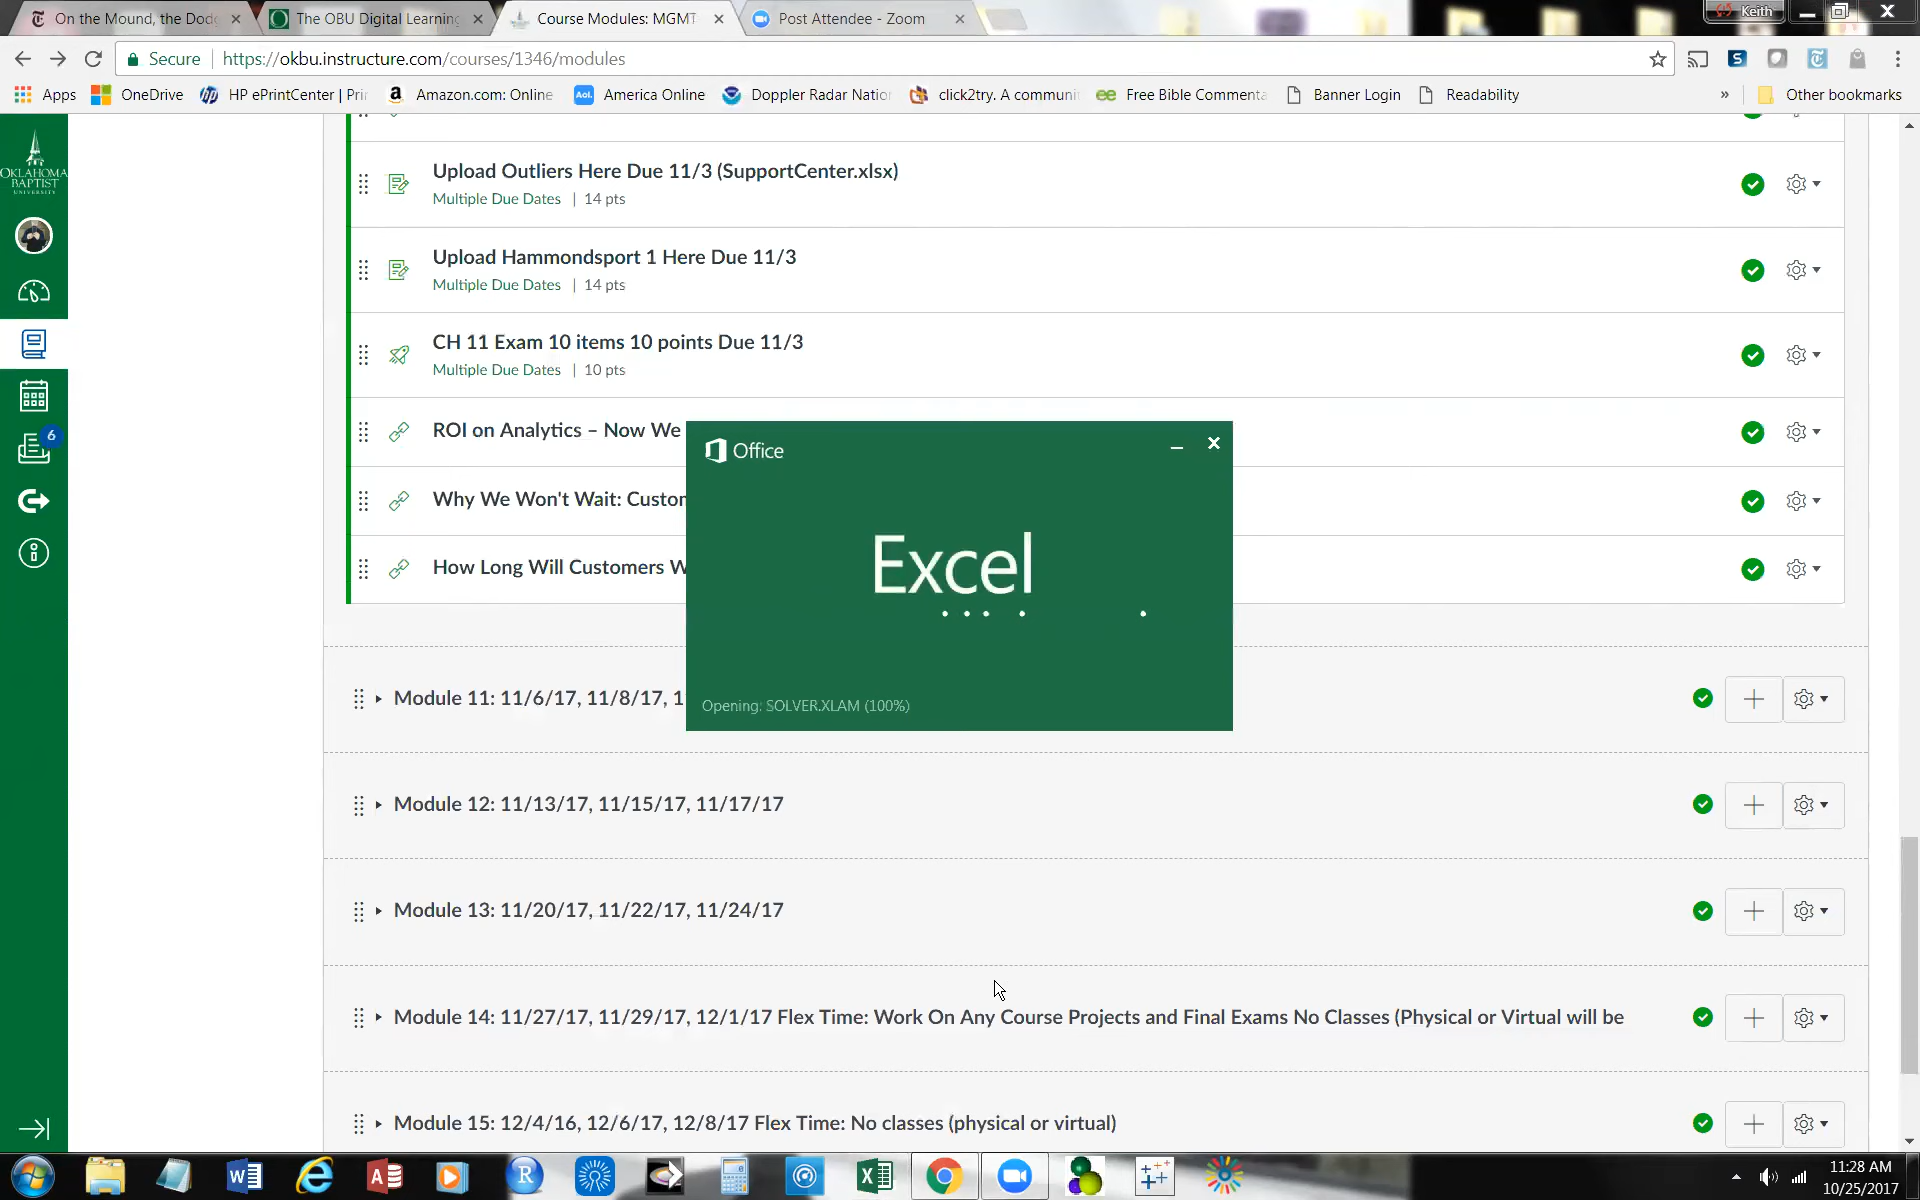 On the Mound, the Dod
The OBU Digital Learning
Course Modules: MGMT
Post Attendee - Zoom
Keith
Secure
https://okbu.instructure.com/courses/1346/modules
Apps
OneDrive
HP ePrintCenter | Pri
Amazon.com: Online
America Online
Doppler Radar Nation
click2try. A communi
Free Bible Commenta
Banner Login
Readability
»
Other bookmarks
OKLAHOMA
BAPTIST
UNIVERSITY
6
Upload Outliers Here Due 11/3 (SupportCenter.xlsx)
Multiple Due Dates | 14 pts
Upload Hammondsport 1 Here Due 11/3
Multiple Due Dates | 14 pts
CH 11 Exam 10 items 10 points Due 11/3
Multiple Due Dates | 10 pts
ROI on Analytics – Now We
Why We Won't Wait: Custom
How Long Will Customers W
Office
Excel
Opening: SOLVER.XLAM (100%)
Module 11: 11/6/17, 11/8/17, 1
Module 12: 11/13/17, 11/15/17, 11/17/17
Module 13: 11/20/17, 11/22/17, 11/24/17
Module 14: 11/27/17, 11/29/17, 12/1/17 Flex Time: Work On Any Course Projects and Final Exams No Classes (Physical or Virtual will be
Module 15: 12/4/16, 12/6/17, 12/8/17 Flex Time: No classes (physical or virtual)
11:28 AM
10/25/2017